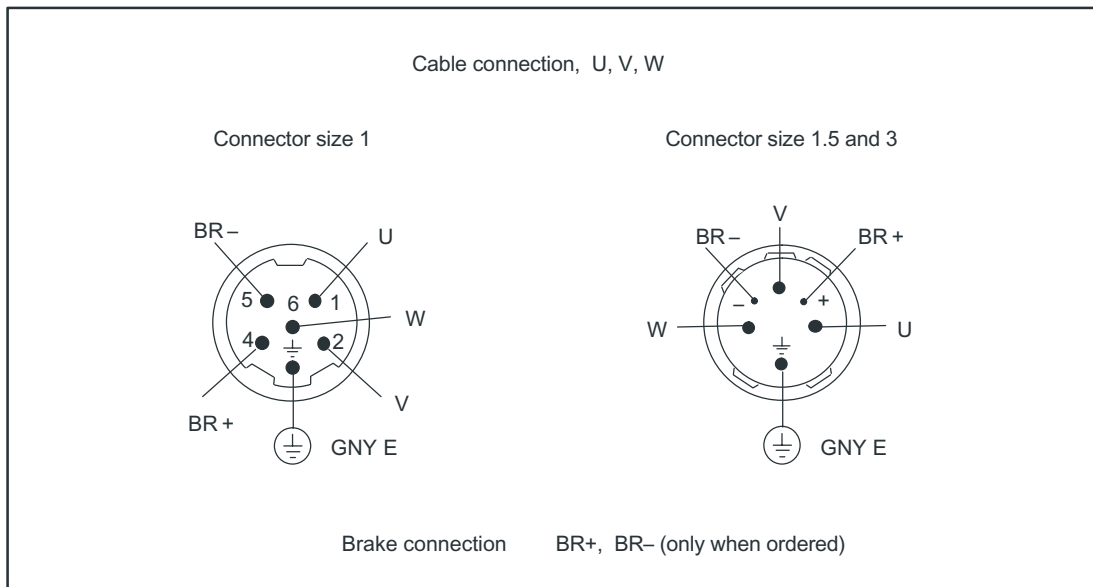 Cable connection, U, V, W
Connector size 1
Connector size 1.5 and 3
BR –
U
5
6
1
W
4
2
BR +
V
GNY E
V
BR –
BR +
–
+
W
U
GNY E
Brake connection BR+, BR– (only when ordered)